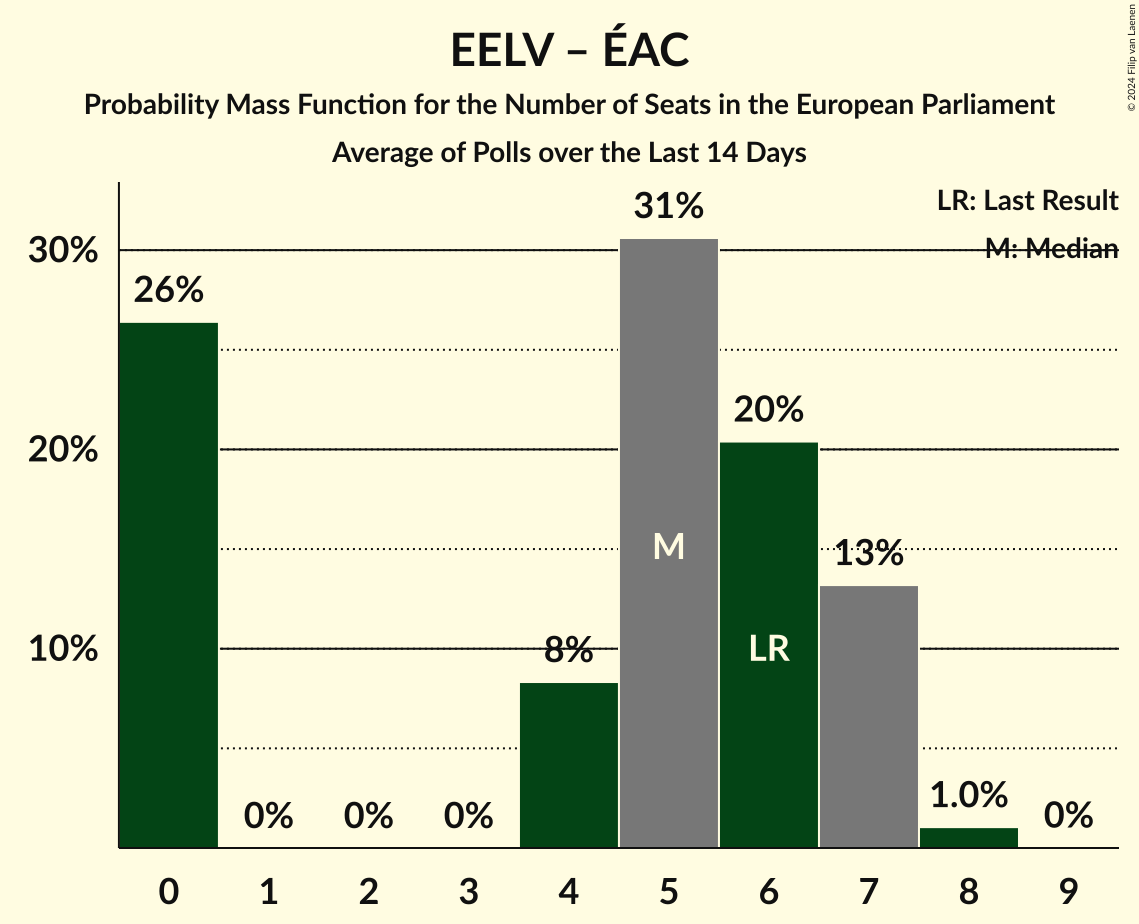 EELV – ÉAC
Probability Mass Function for the Number of Seats in the European Parliament
Average of Polls over the Last 14 Days
© 2024 Filip van Laenen
LR: Last Result
M: Median
30%
20%
10%
26%
0%
0%
0%
8%
31%
20%
13%
1.0%
0%
M
LR
0 1 2 3 4 5 6 7 8 9